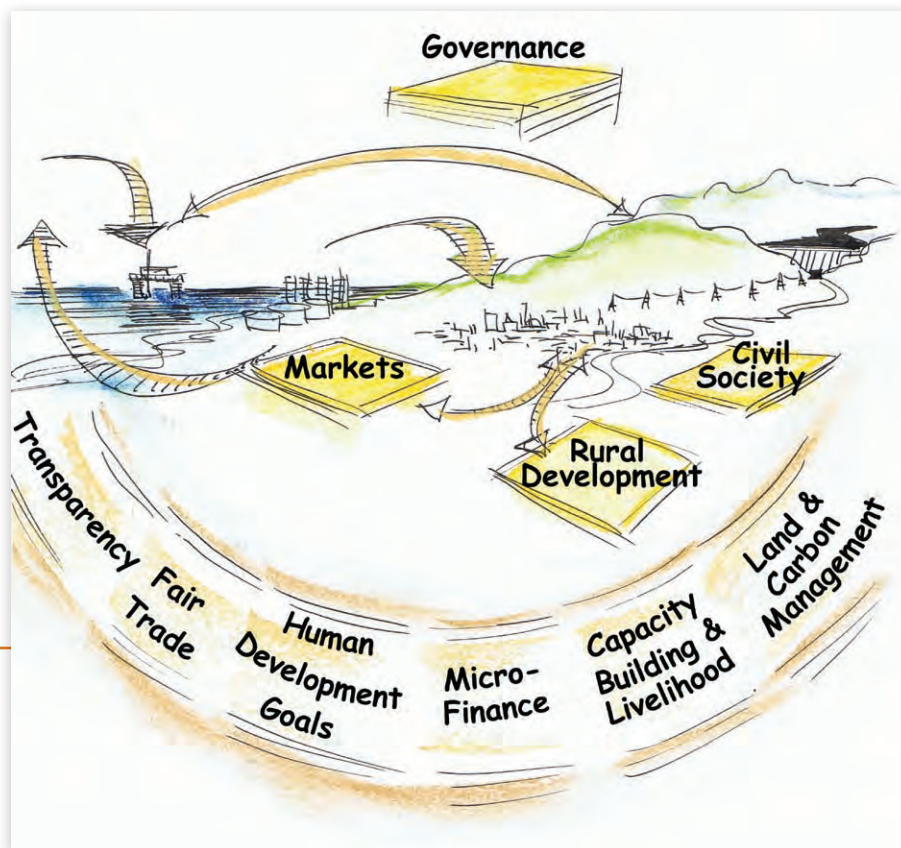 Governance
Markets
Civil
Society
Rural
Development
Transparency
Fair
Trade
Human
Development
Goals
Micro-
Finance
Capacity
Building &
Livelihood
Land &
Carbon
Management